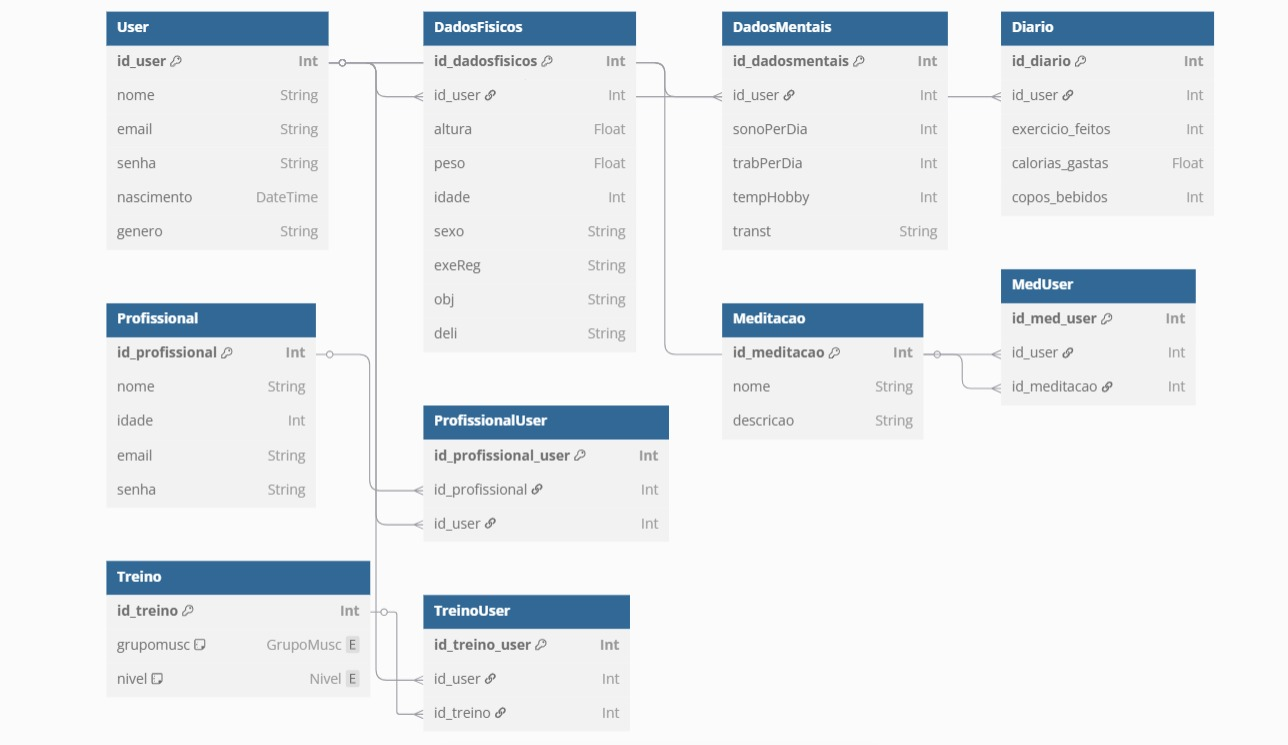 User
id_user Int
nome String
email String
senha String
nascimento DateTime
genero String
DadosFisicos
id_dadosfisicos Int
id_user Int
altura Float
peso Float
idade Int
sexo String
exeReg String
obj String
deli String
DadosMentais
id_dadosmentais Int
id_user Int
sonoPerDia Int
trabPerDia Int
tempHobby Int
transt String
Diario
id_diario Int
id_user Int
exercicio_feitos Int
calorias_gastas Float
copos_bebidos Int
Profissional
id_profissional Int
nome String
idade Int
email String
senha String
Meditacao
id_meditacao Int
nome String
descricao String
MedUser
id_med_user Int
id_user Int
id_meditacao Int
ProfissionalUser
id_profissional_user Int
id_profissional Int
id_user Int
Treino
id_treino Int
grupomusc GrupoMusc E
nivel Nivel E
TreinoUser
id_treino_user Int
id_user Int
id_treino Int